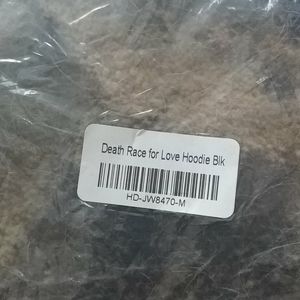 Death Race for Love Hoodie Blk
HD-JW8470-M